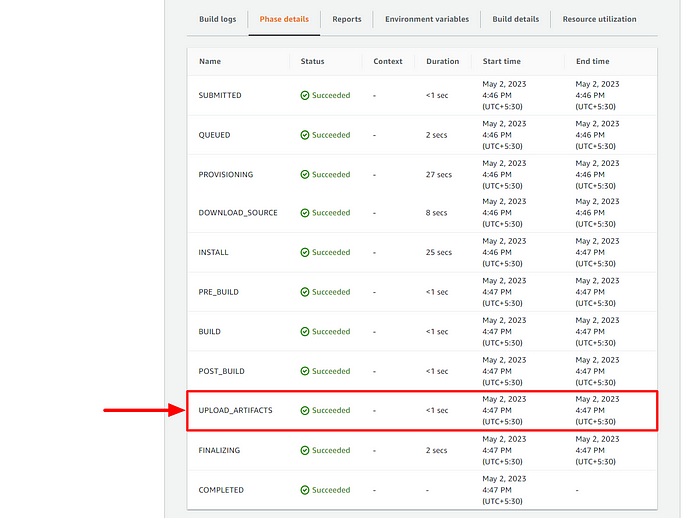 Build logs Phase details Reports Environment variables Build details Resource utilization
Name Status Context Duration Start time End time
SUBMITTED Succeeded - <1 sec May 2, 2023 4:46 PM (UTC+5:30) May 2, 2023 4:46 PM (UTC+5:30)
QUEUED Succeeded - 2 secs May 2, 2023 4:46 PM (UTC+5:30) May 2, 2023 4:46 PM (UTC+5:30)
PROVISIONING Succeeded - 27 secs May 2, 2023 4:46 PM (UTC+5:30) May 2, 2023 4:46 PM (UTC+5:30)
DOWNLOAD_SOURCE Succeeded - 8 secs May 2, 2023 4:46 PM (UTC+5:30) May 2, 2023 4:46 PM (UTC+5:30)
INSTALL Succeeded - 25 secs May 2, 2023 4:46 PM (UTC+5:30) May 2, 2023 4:47 PM (UTC+5:30)
PRE_BUILD Succeeded - <1 sec May 2, 2023 4:47 PM (UTC+5:30) May 2, 2023 4:47 PM (UTC+5:30)
BUILD Succeeded - <1 sec May 2, 2023 4:47 PM (UTC+5:30) May 2, 2023 4:47 PM (UTC+5:30)
POST_BUILD Succeeded - <1 sec May 2, 2023 4:47 PM (UTC+5:30) May 2, 2023 4:47 PM (UTC+5:30)
UPLOAD_ARTIFACTS Succeeded - <1 sec May 2, 2023 4:47 PM (UTC+5:30) May 2, 2023 4:47 PM (UTC+5:30)
FINALIZING Succeeded - 2 secs May 2, 2023 4:47 PM (UTC+5:30) May 2, 2023 4:47 PM (UTC+5:30)
COMPLETED Succeeded - - May 2, 2023 4:47 PM (UTC+5:30) -